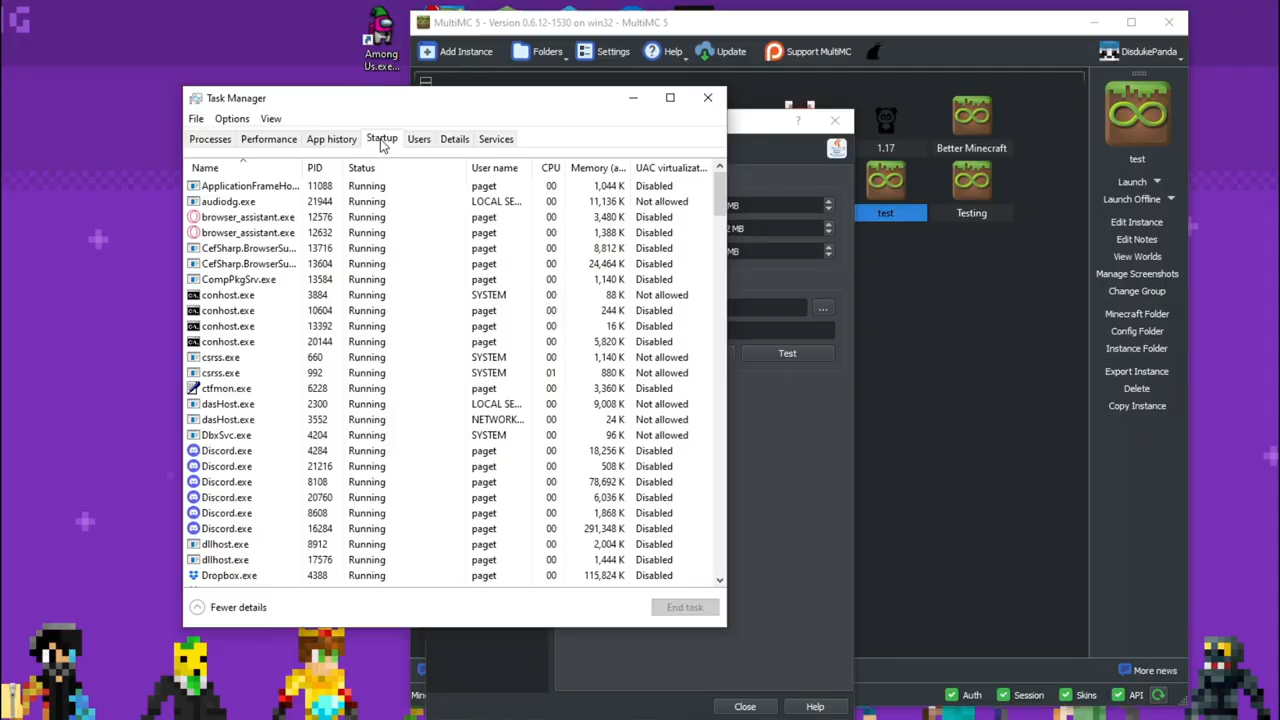 MultiMC 5 - Version 0.6.12-1530 on win32 - MultiMC 5
Add Instance Folders Settings Help Update Support MultiMC DisdukePanda
Among
Us.exe...
Task Manager
File Options View
Processes Performance App history Startup Users Details Services
Name PID Status User name CPU Memory (a... UAC virtualizat...
ApplicationFrameHo... 11088 Running paget 00 1,044 K Disabled
audiodg.exe 21944 Running LOCAL SE... 00 11,136 K Not allowed
browser_assistant.exe 12576 Running paget 00 3,480 K Disabled
browser_assistant.exe 12632 Running paget 00 1,388 K Disabled
CefSharp.BrowserSu... 13716 Running paget 00 8,812 K Disabled
CefSharp.BrowserSu... 13604 Running paget 00 24,464 K Disabled
CompPkgSrv.exe 13584 Running paget 00 1,140 K Disabled
conhost.exe 3884 Running SYSTEM 00 88 K Not allowed
conhost.exe 10604 Running paget 00 244 K Disabled
conhost.exe 13392 Running paget 00 16 K Disabled
conhost.exe 20144 Running paget 00 5,820 K Disabled
csrss.exe 660 Running SYSTEM 00 1,140 K Not allowed
csrss.exe 992 Running SYSTEM 01 880 K Not allowed
ctfmon.exe 6228 Running paget 00 3,360 K Disabled
dasHost.exe 2300 Running LOCAL SE... 00 9,008 K Not allowed
dasHost.exe 3552 Running NETWORK... 00 24 K Not allowed
DbxSvc.exe 4204 Running SYSTEM 00 96 K Not allowed
Discord.exe 4284 Running paget 00 18,256 K Disabled
Discord.exe 21216 Running paget 00 508 K Disabled
Discord.exe 8108 Running paget 00 78,692 K Disabled
Discord.exe 20760 Running paget 00 6,036 K Disabled
Discord.exe 8608 Running paget 00 1,868 K Disabled
Discord.exe 16284 Running paget 00 291,348 K Disabled
dllhost.exe 8912 Running paget 00 2,004 K Disabled
dllhost.exe 17576 Running paget 00 1,444 K Disabled
Dropbox.exe 4388 Running paget 00 115,824 K Disabled
Fewer details End task
?
MB
2 MB
MB
...
Test
Close Help
1.17 Better Minecraft
test Testing
test
Launch
Launch Offline
Edit Instance
Edit Notes
View Worlds
Manage Screenshots
Change Group
Minecraft Folder
Config Folder
Instance Folder
Export Instance
Delete
Copy Instance
More news
Auth Session Skins API